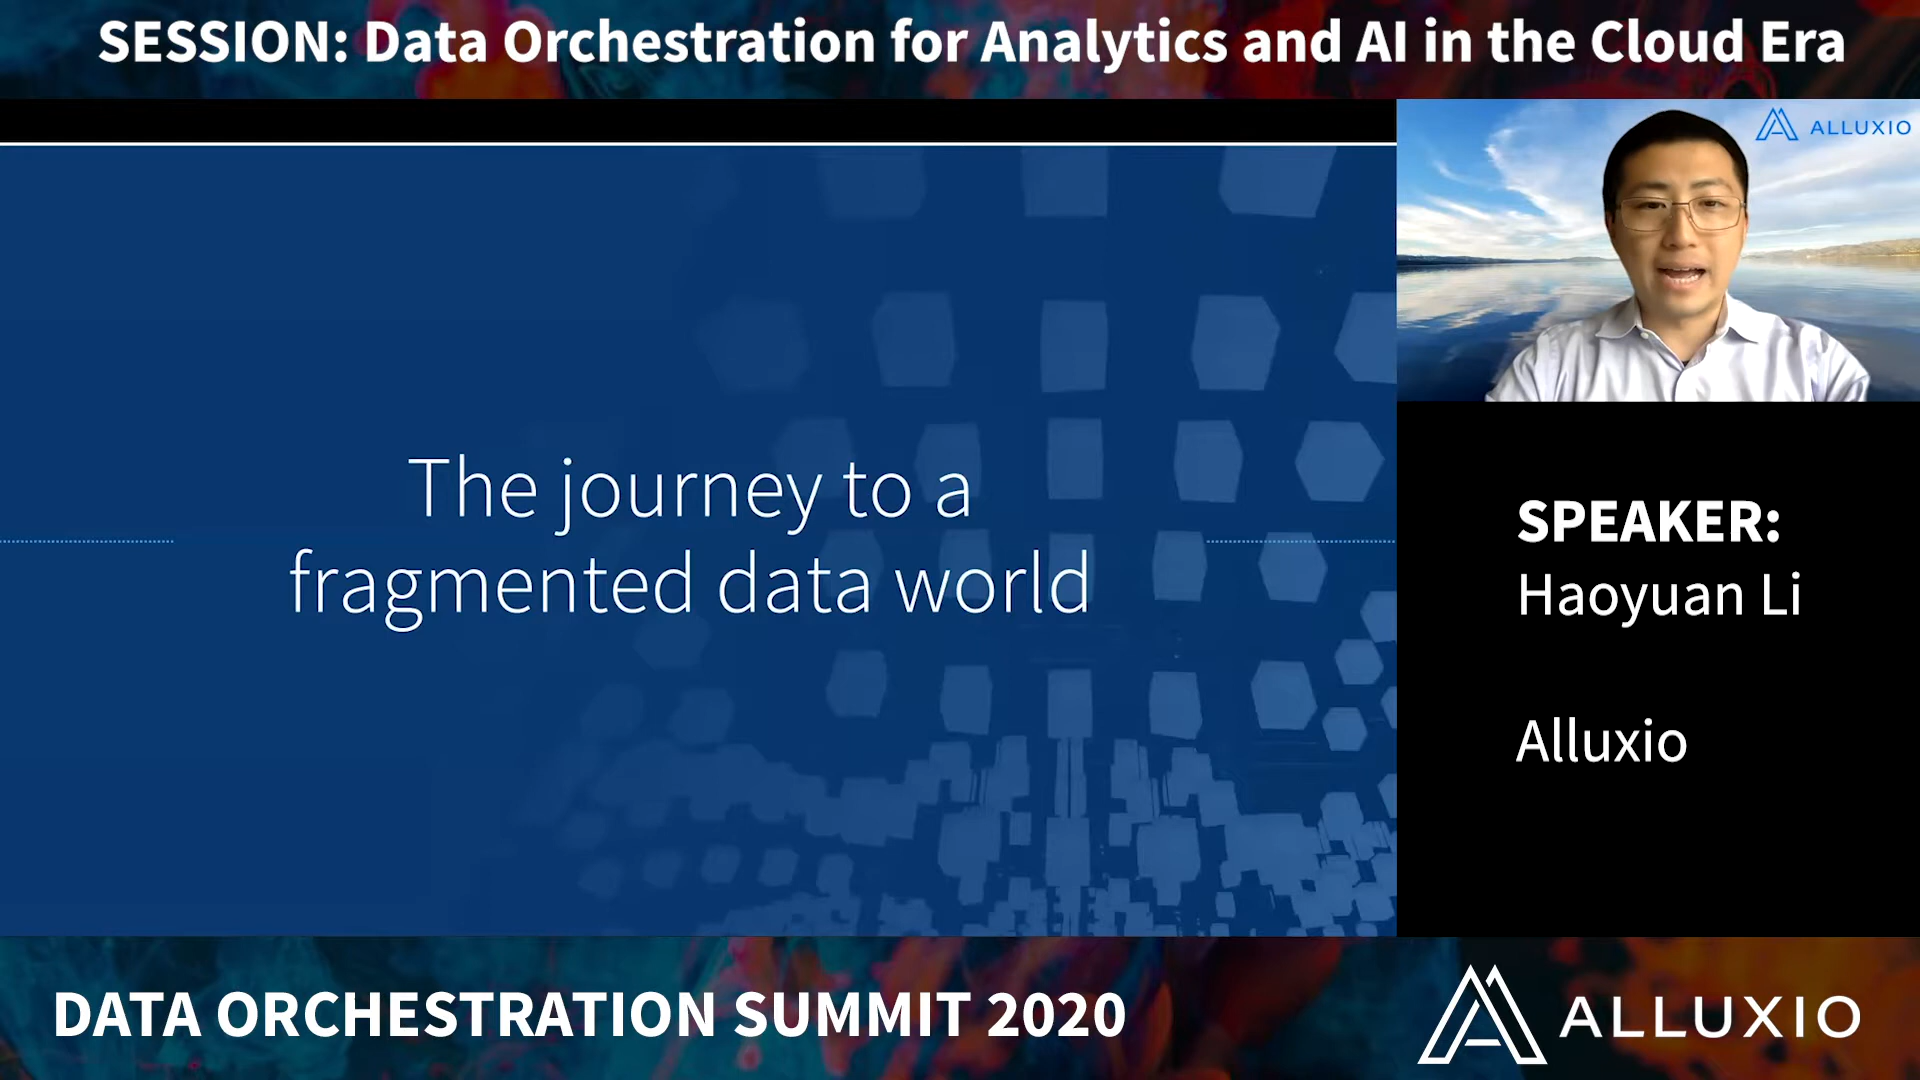 SESSION: Data Orchestration for Analytics and AI in the Cloud Era
ALLUXIO
The journey to a
fragmented data world
SPEAKER:
Haoyuan Li
Alluxio
DATA ORCHESTRATION SUMMIT 2020
ALLUXIO